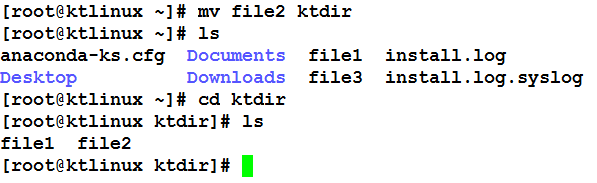 [root@ktlinux ~]# mv file2 ktdir
[root@ktlinux ~]# ls
anaconda-ks.cfg  Documents  file1  install.log
Desktop          Downloads  file3  install.log.syslog
[root@ktlinux ~]# cd ktdir
[root@ktlinux ktdir]# ls
file1  file2
[root@ktlinux ktdir]#